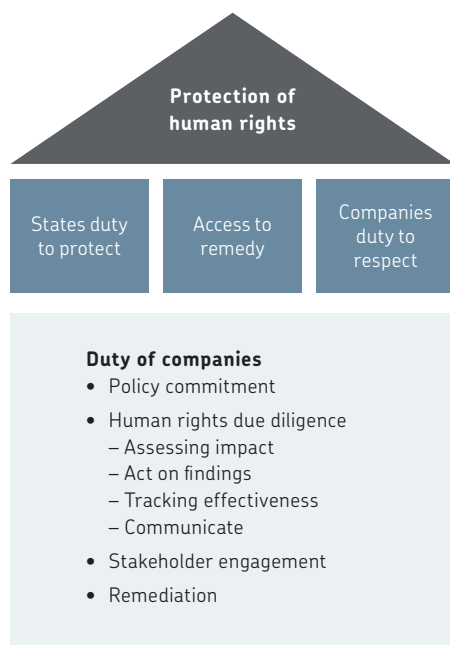 Protection of
human rights
States duty
to protect
Access to
remedy
Companies
duty to
respect
Duty of companies
• Policy commitment
• Human rights due diligence
– Assessing impact
– Act on findings
– Tracking effectiveness
– Communicate
• Stakeholder engagement
• Remediation